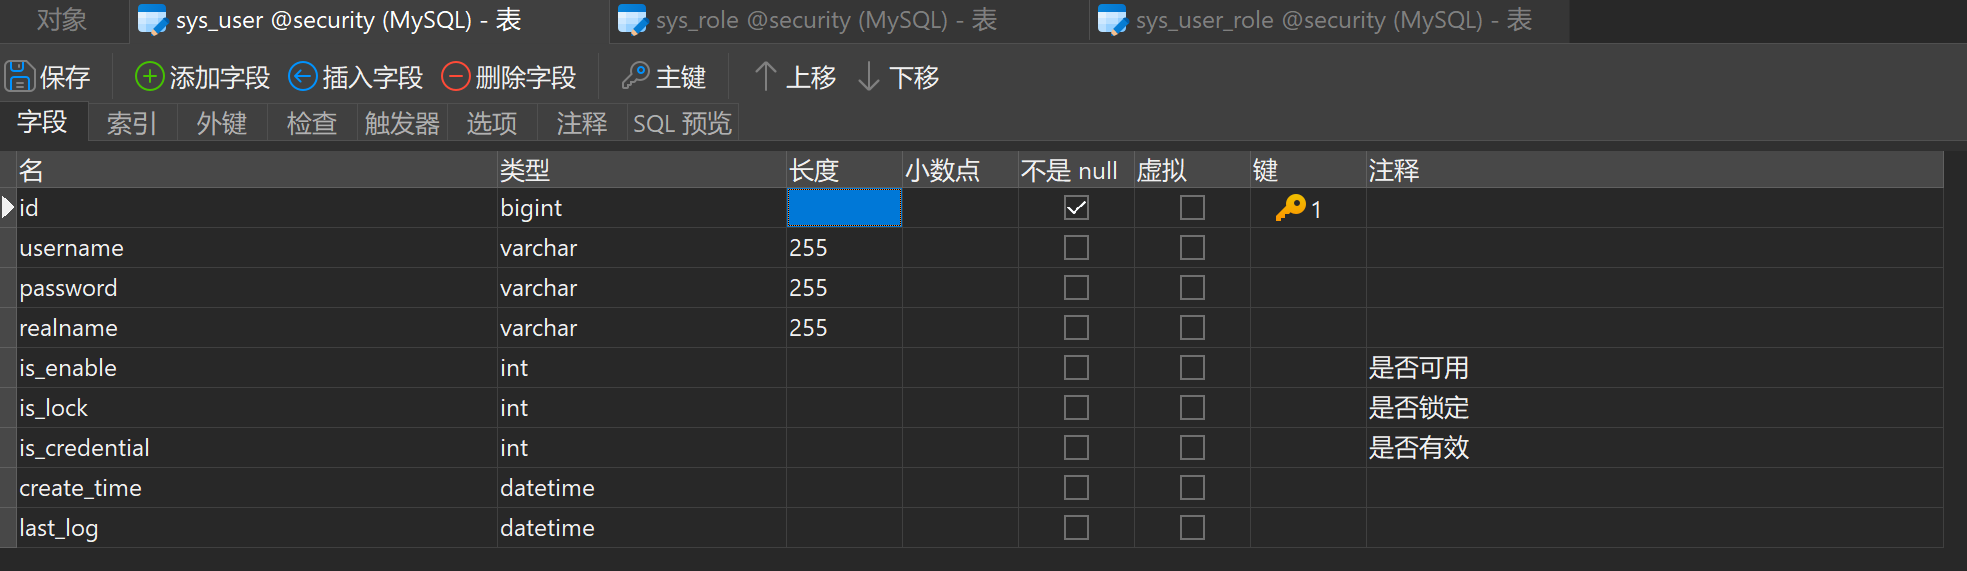 对象 sys_user @security (MySQL) - 表 sys_role @security (MySQL) - 表 sys_user_role @security (MySQL) - 表
保存 添加字段 插入字段 删除字段 主键 上移 下移
字段 索引 外键 检查 触发器 选项 注释 SQL 预览
名 类型 长度 小数点 不是 null 虚拟 键 注释
id bigint 1
username varchar 255
password varchar 255
realname varchar 255
is_enable int 是否可用
is_lock int 是否锁定
is_credential int 是否有效
create_time datetime
last_log datetime